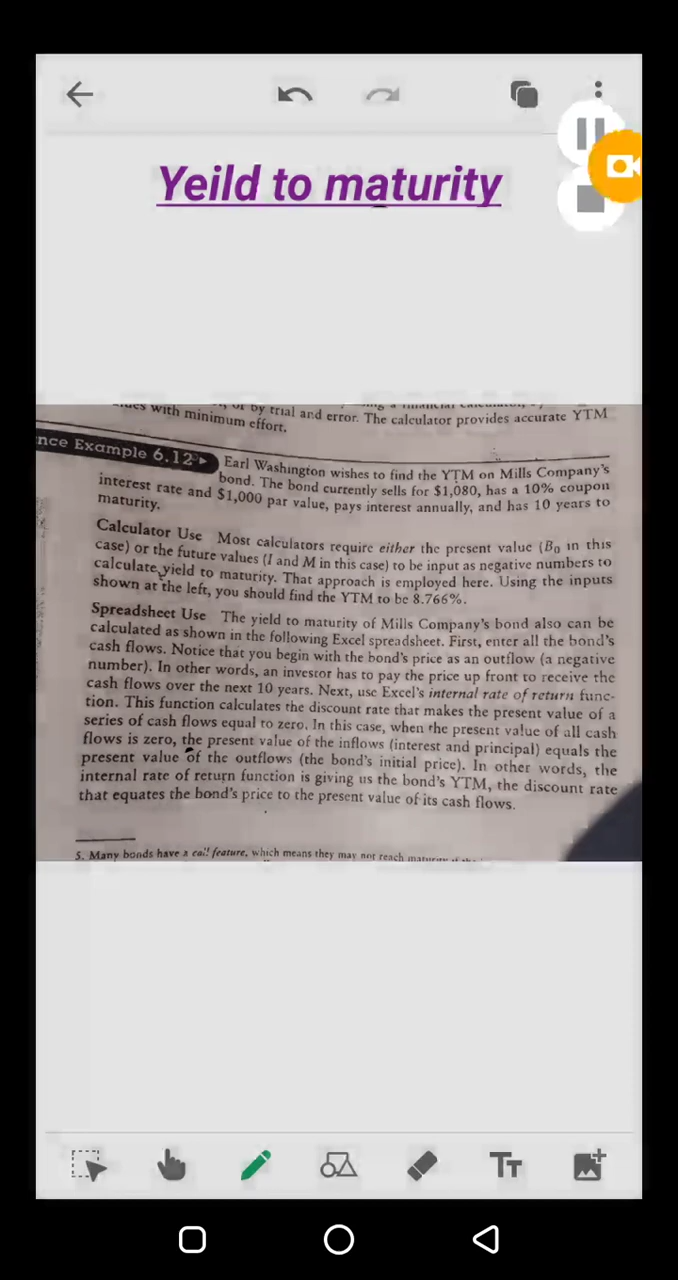 Yeild to maturity
by trial and error. The calculator provides accurate YTM
with minimum effort.
nce Example 6.12
Earl Washington wishes to find the YTM on Mills Company's
bond. The bond currently sells for $1,080, has a 10% coupon
interest rate and $1,000 par value, pays interest annually, and has 10 years to
maturity.
Calculator Use Most calculators require either the present value (B0 in this
case) or the future values (I and M in this case) to be input as negative numbers to
calculate yield to maturity. That approach is employed here. Using the inputs
shown at the left, you should find the YTM to be 8.766%.
Spreadsheet Use The yield to maturity of Mills Company's bond also can be
calculated as shown in the following Excel spreadsheet. First, enter all the bond's
cash flows. Notice that you begin with the bond's price as an outflow (a negative
number). In other words, an investor has to pay the price up front to receive the
cash flows over the next 10 years. Next, use Excel's internal rate of return func-
tion. This function calculates the discount rate that makes the present value of a
series of cash flows equal to zero. In this case, when the present value of all cash
flows is zero, the present value of the inflows (interest and principal) equals the
present value of the outflows (the bond's initial price). In other words, the
internal rate of return function is giving us the bond's YTM, the discount rate
that equates the bond's price to the present value of its cash flows.
5. Many bonds have a call feature, which means they may not reach maturity
TT